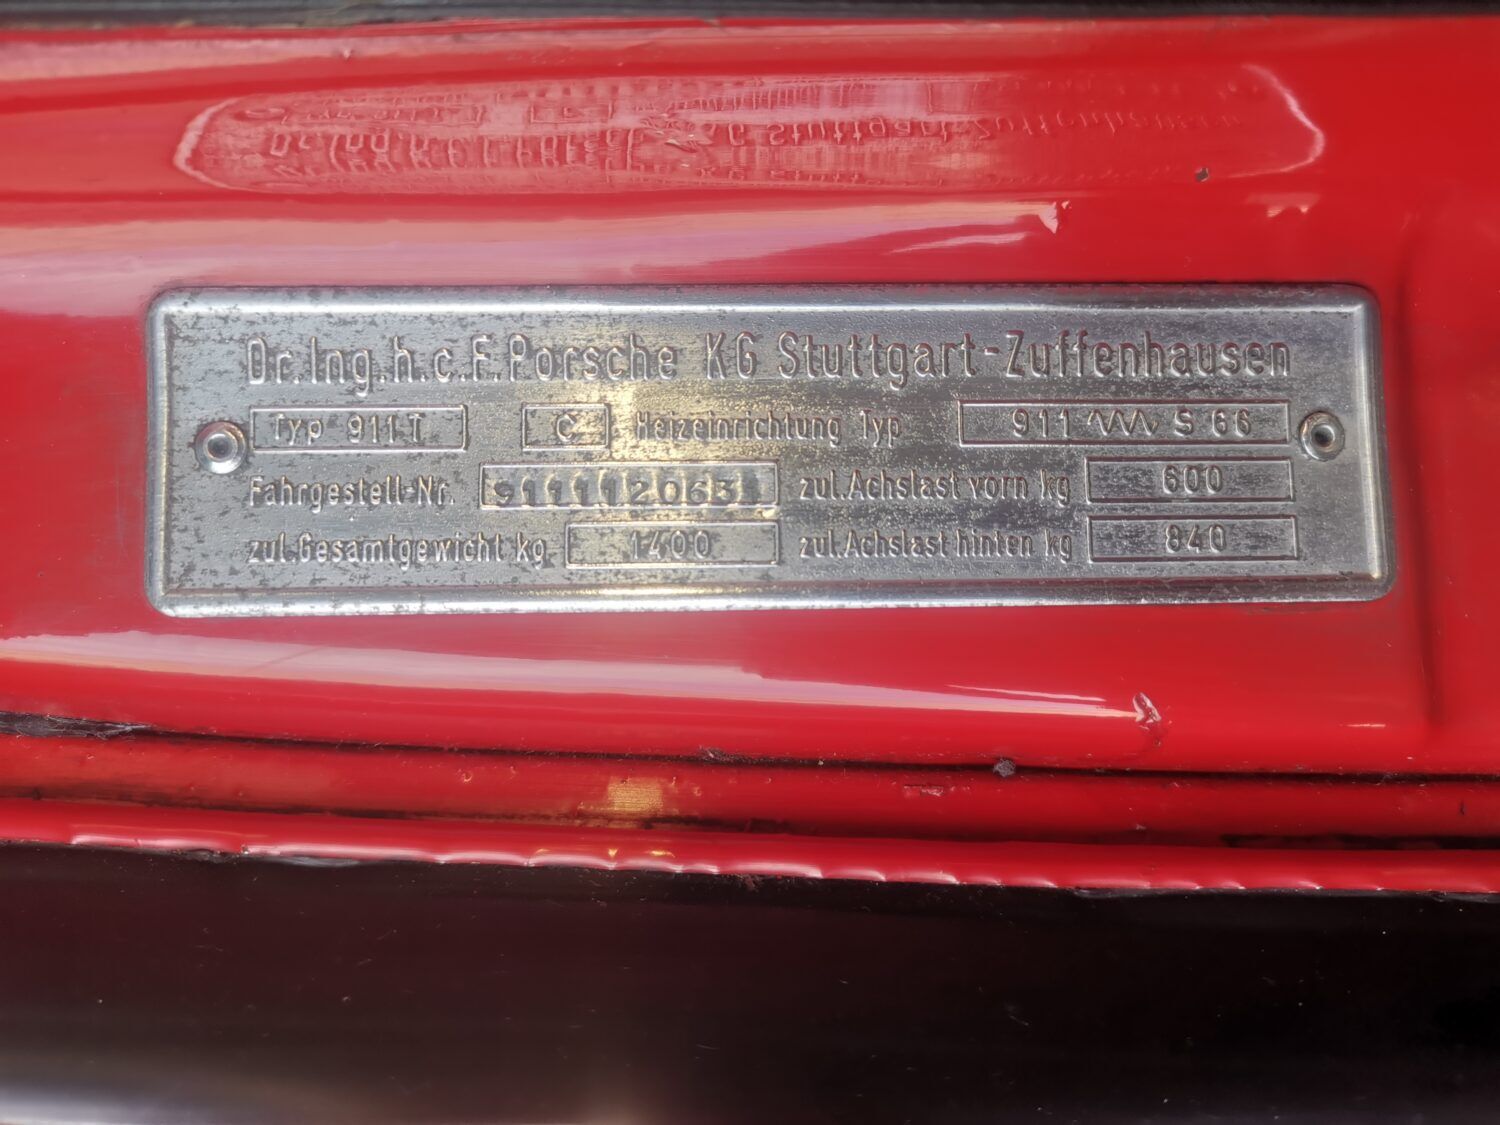 Dr.Ing.h.c.F.Porsche KG Stuttgart-Zuffenhausen
Typ 911 T C Heizeinrichtung Typ 911 S 66
Fahrgestell-Nr. zul.Achslast vorn kg 600
zul.Gesamtgewicht kg 1400 zul.Achslast hinten kg 840